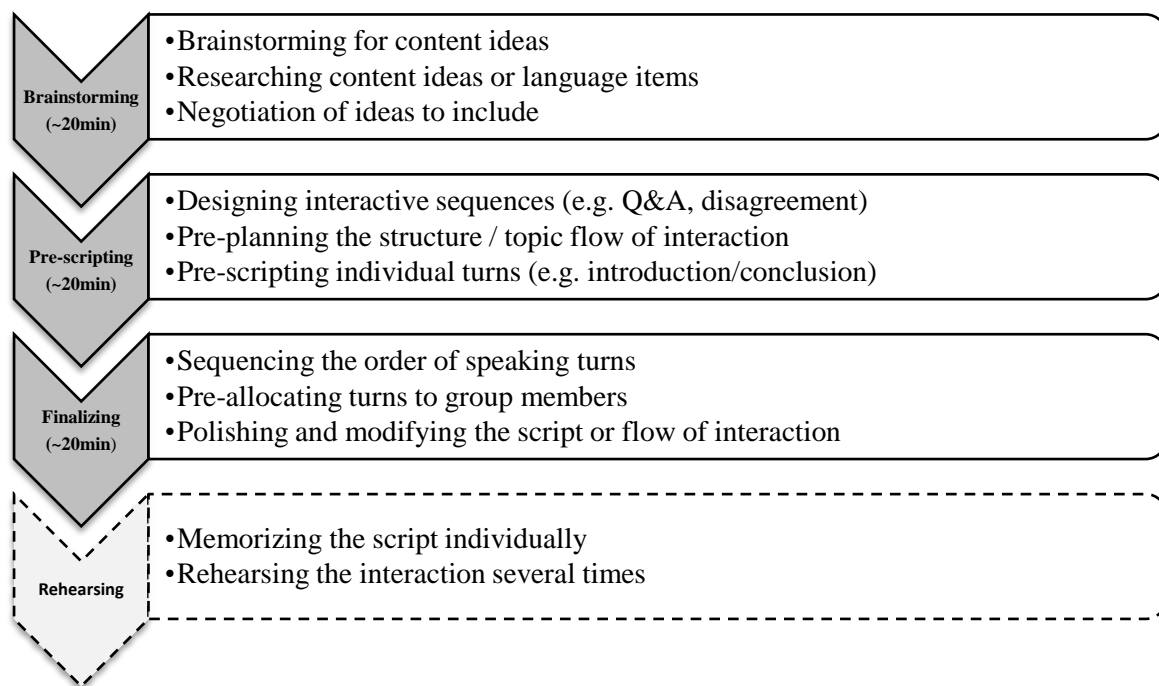 Brainstorming
(~20min)
•Brainstorming for content ideas
•Researching content ideas or language items
•Negotiation of ideas to include
Pre-scripting
(~20min)
•Designing interactive sequences (e.g. Q&A, disagreement)
•Pre-planning the structure / topic flow of interaction
•Pre-scripting individual turns (e.g. introduction/conclusion)
Finalizing
(~20min)
•Sequencing the order of speaking turns
•Pre-allocating turns to group members
•Polishing and modifying the script or flow of interaction
Rehearsing
•Memorizing the script individually
•Rehearsing the interaction several times